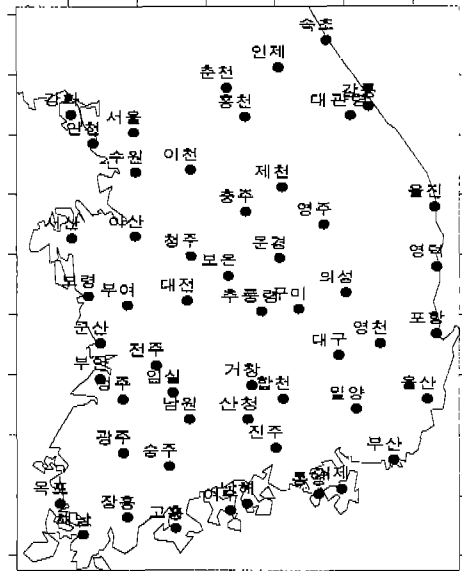 속초
인제
춘천
강릉
강화
홍천
대관령
서울
인천
수원
이천
제천
울진
충주
영주
서산
아산
청주
문경
영덕
보은
보령
부여
대전
의성
추풍령
구미
포항
군산
영천
대구
전주
부안
임실
거창
정주
합천
밀양
울산
남원
산청
광주
승주
진주
부산
목포
거제
통영
남해
여수
장흥
고흥
해남